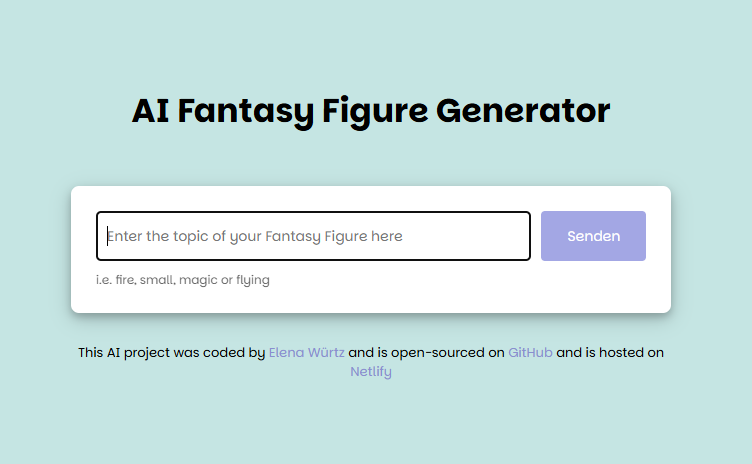 AI Fantasy Figure Generator
Enter the topic of your Fantasy Figure here
Senden
i.e. fire, small, magic or flying
This AI project was coded by Elena Würtz and is open-sourced on GitHub and is hosted on
Netlify